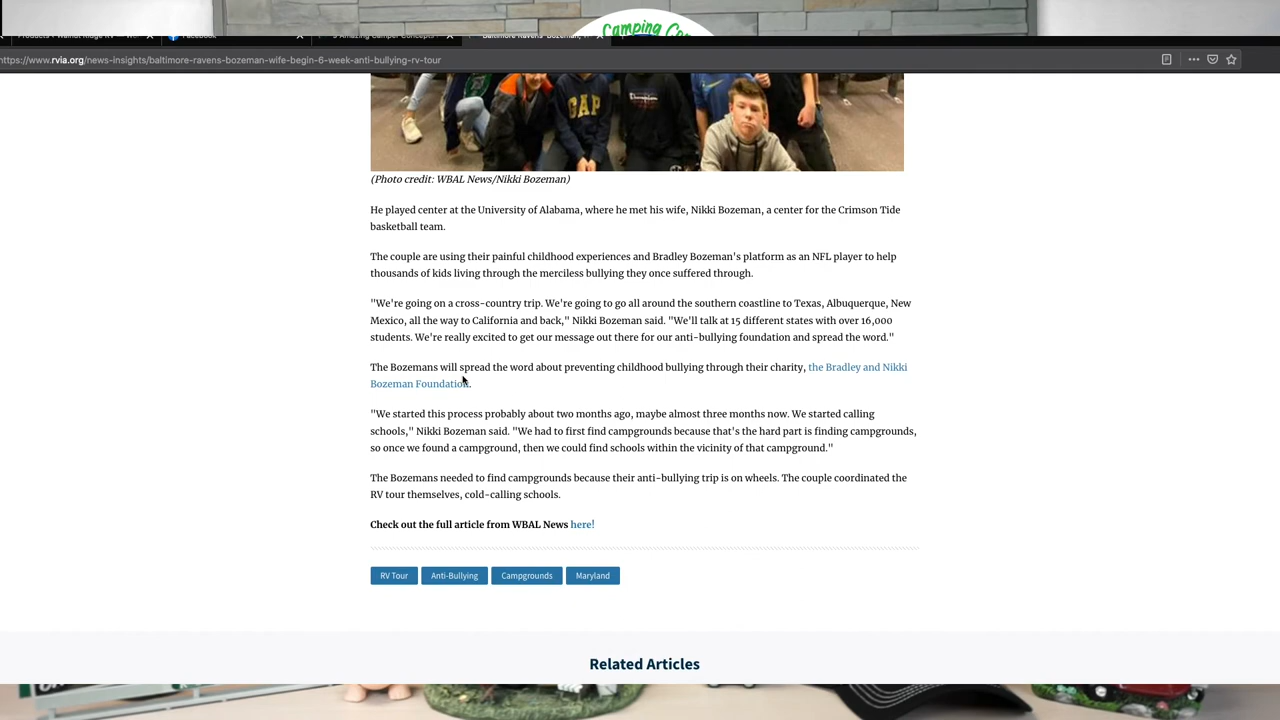 Camping Co
Products
Facebook
s Amazing Camper Concepts
Baltimore Ravens' Bozeman,
https://www.rvia.org/news-insights/baltimore-ravens-bozeman-wife-begin-6-week-anti-bullying-rv-tour
GAP
Champion
(Photo credit: WBAL News/Nikki Bozeman)
He played center at the University of Alabama, where he met his wife, Nikki Bozeman, a center for the Crimson Tide
basketball team.
The couple are using their painful childhood experiences and Bradley Bozeman's platform as an NFL player to help
thousands of kids living through the merciless bullying they once suffered through.
"We're going on a cross-country trip. We're going to go all around the southern coastline to Texas, Albuquerque, New
Mexico, all the way to California and back," Nikki Bozeman said. "We'll talk at 15 different states with over 16,000
students. We're really excited to get our message out there for our anti-bullying foundation and spread the word."
The Bozemans will spread the word about preventing childhood bullying through their charity, the Bradley and Nikki
Bozeman Foundation.
"We started this process probably about two months ago, maybe almost three months now. We started calling
schools," Nikki Bozeman said. "We had to first find campgrounds because that's the hard part is finding campgrounds,
so once we found a campground, then we could find schools within the vicinity of that campground."
The Bozemans needed to find campgrounds because their anti-bullying trip is on wheels. The couple coordinated the
RV tour themselves, cold-calling schools.
Check out the full article from WBAL News here!
RV Tour
Anti-Bullying
Campgrounds
Maryland
Related Articles